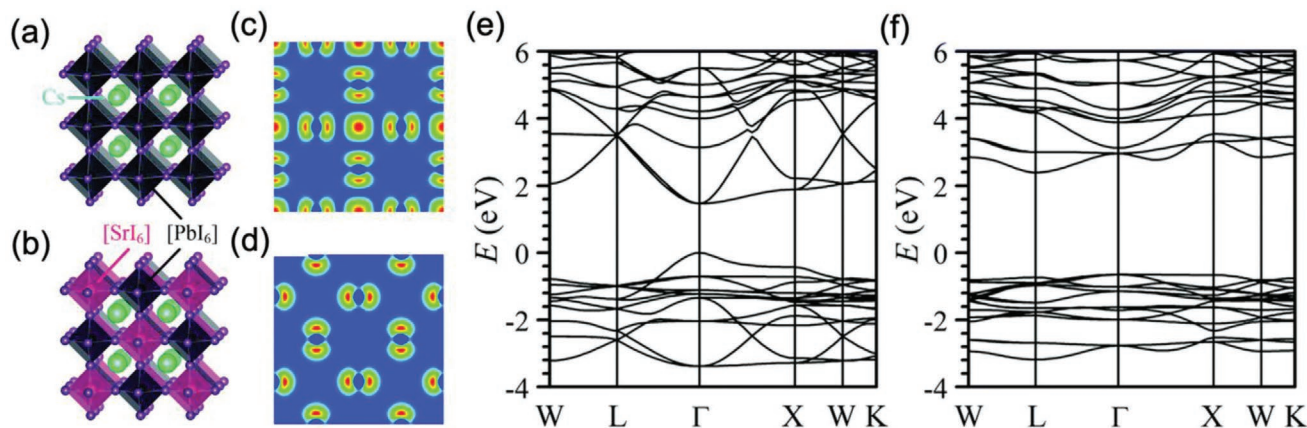 (a)
Cs
(b)
[SrI₆]
[PbI₆]
(c)
(d)
(e)
6
4
2
0
-2
-4
E (eV)
W L Γ X W K
(f)
6
4
2
0
-2
-4
E (eV)
W L Γ X W K